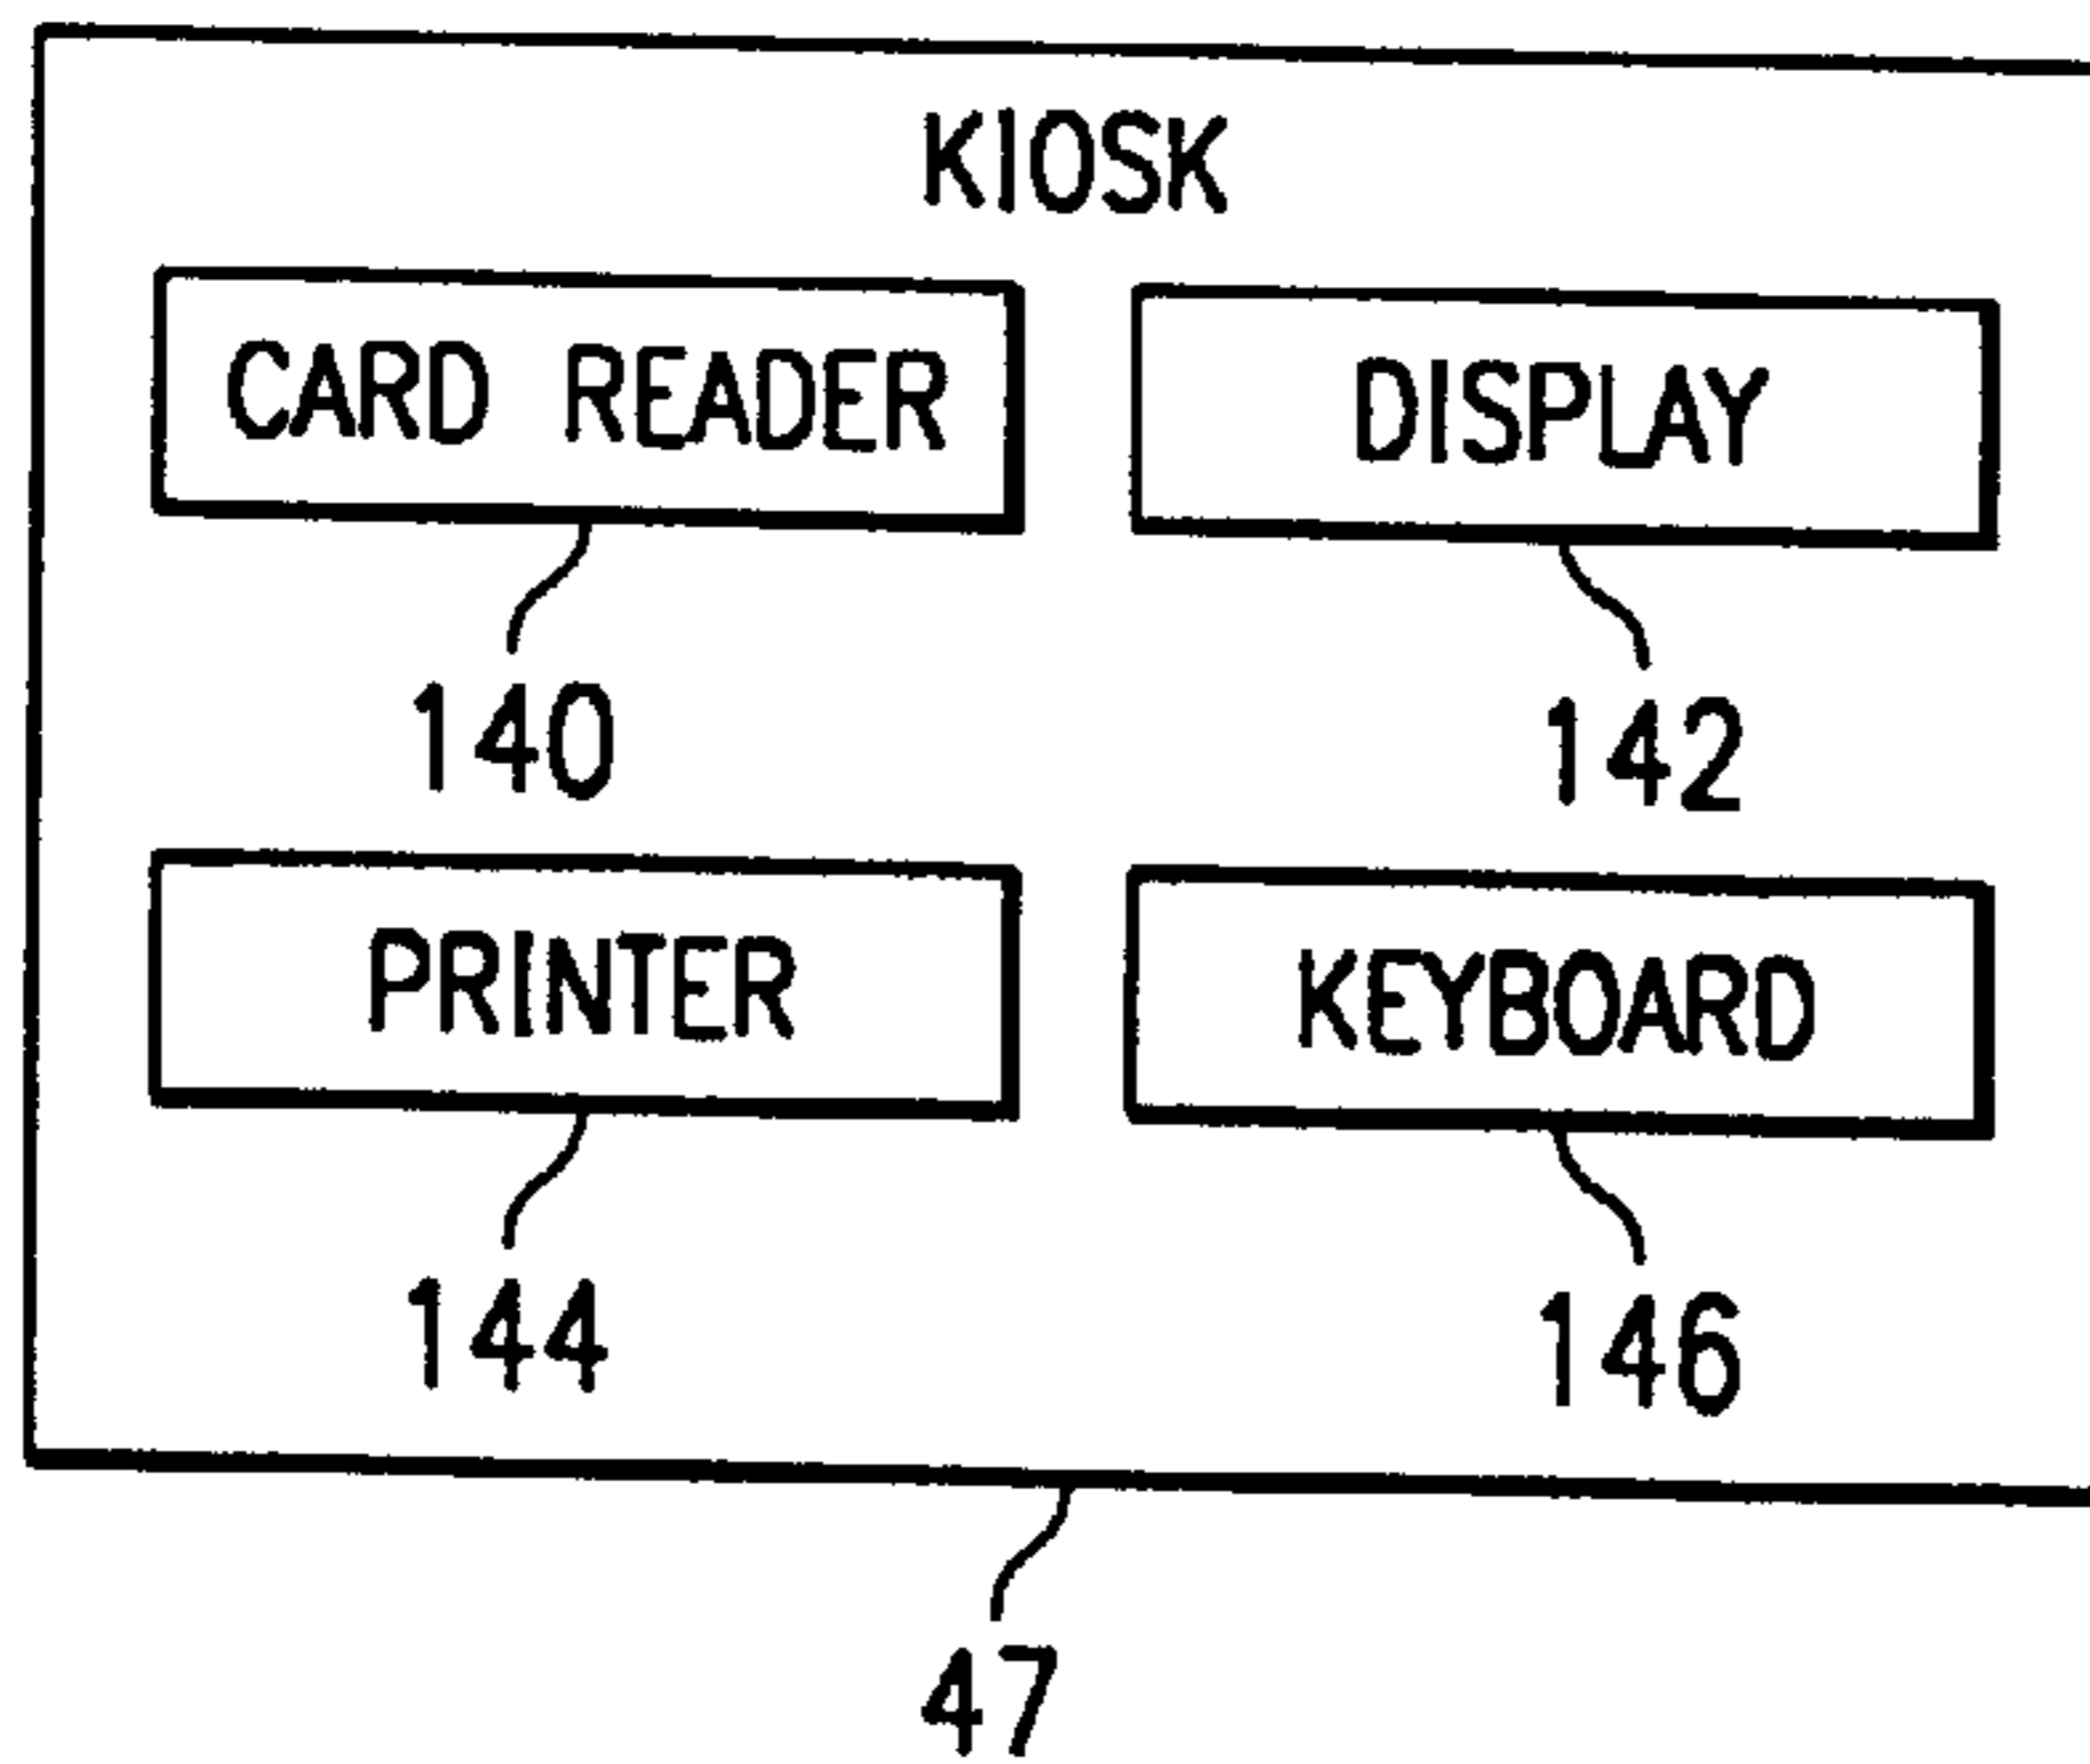 KIOSK
CARD READER
DISPLAY
140
142
PRINTER
KEYBOARD
144
146
47